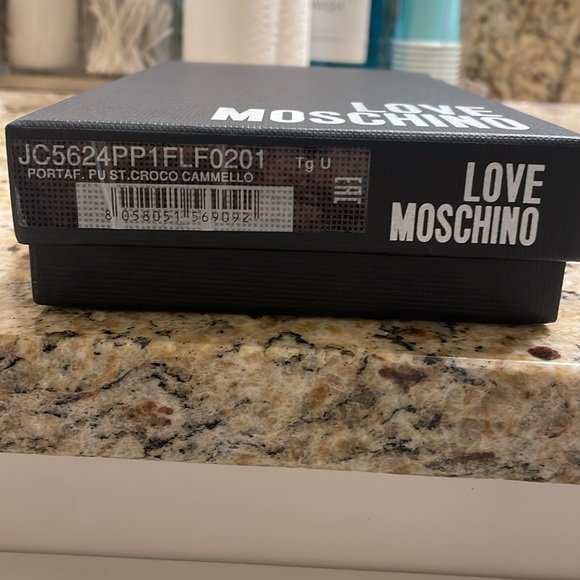 LOVE
MOSCHINO
JC5624PP1FLF0201 Tg U
PORTAF. PU ST.CROCO CAMMELLO
8 058051 569092
EAC
LOVE
MOSCHINO